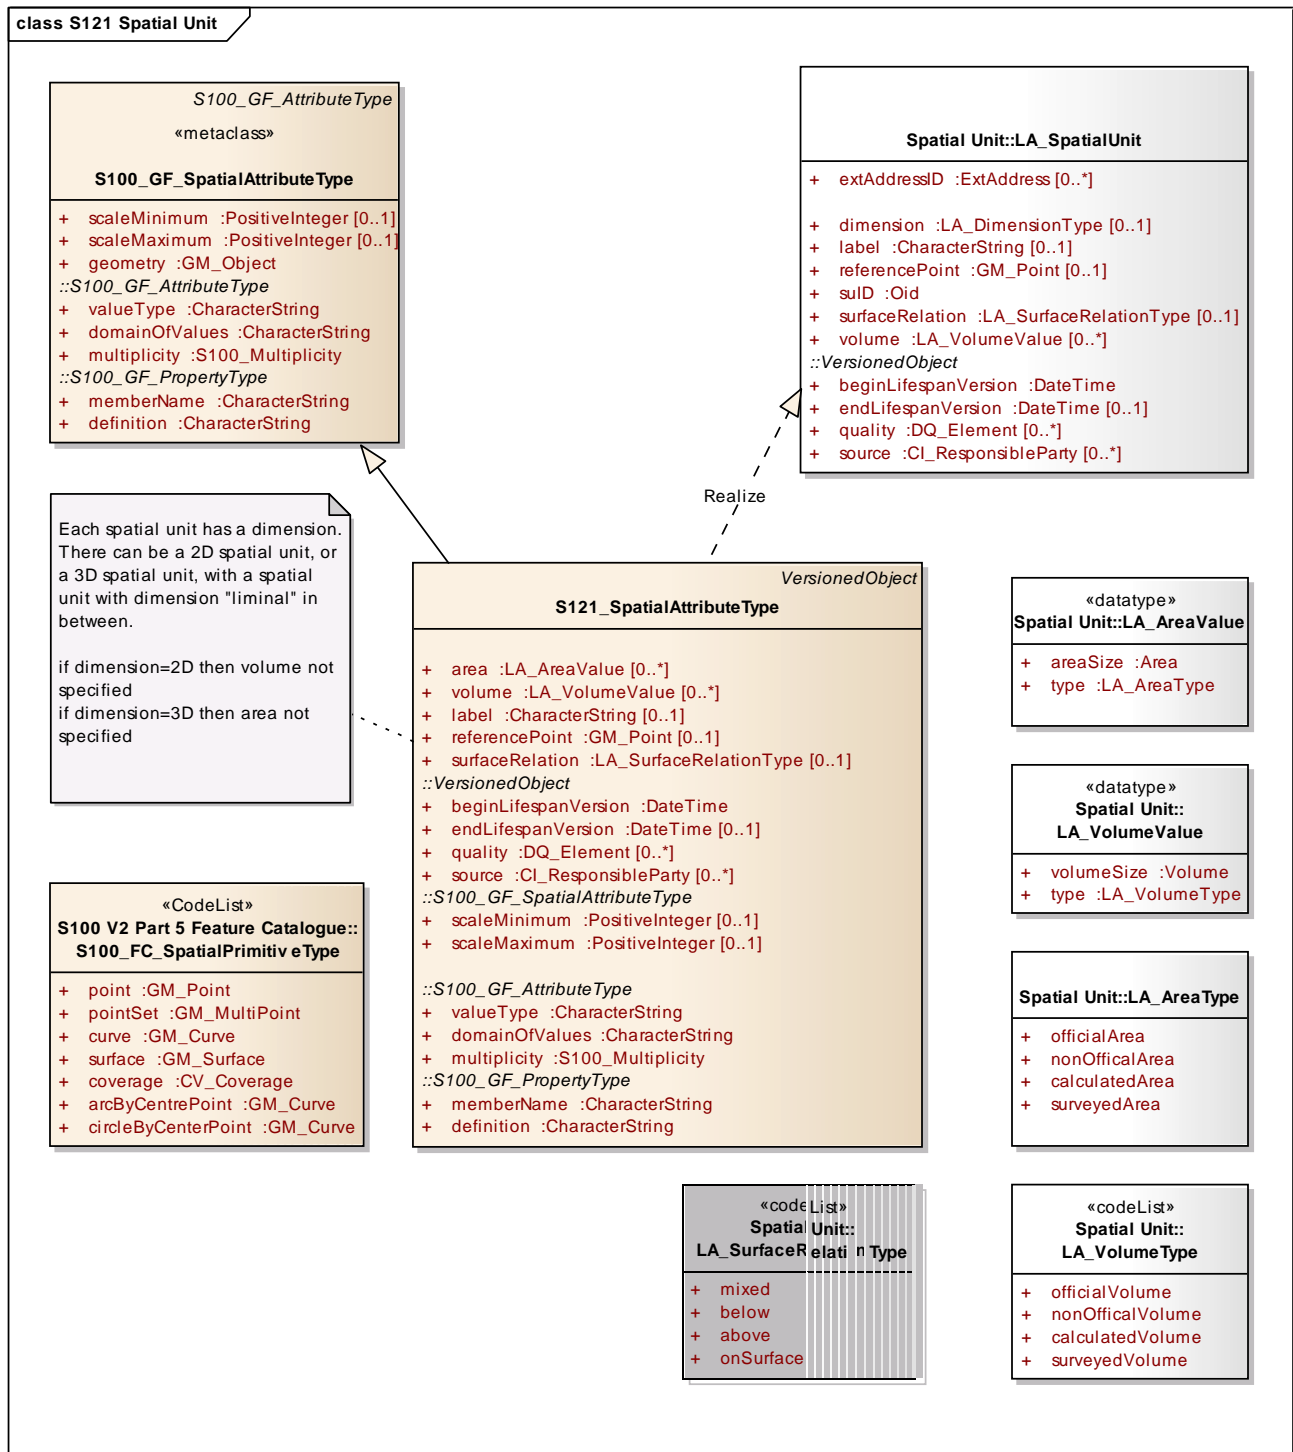 class S121 Spatial Unit
S100_GF_AttributeType
«metaclass»
S100_GF_SpatialAttributeType
+ scaleMinimum :PositiveInteger [0..1]
+ scaleMaximum :PositiveInteger [0..1]
+ geometry :GM_Object
::S100_GF_AttributeType
+ valueType :CharacterString
+ domainOfValues :CharacterString
+ multiplicity :S100_Multiplicity
::S100_GF_PropertyType
+ memberName :CharacterString
+ definition :CharacterString
Spatial Unit::LA_SpatialUnit
+ extAddressID :ExtAddress [0..*]
+ dimension :LA_DimensionType [0..1]
+ label :CharacterString [0..1]
+ referencePoint :GM_Point [0..1]
+ suID :Oid
+ surfaceRelation :LA_SurfaceRelationType [0..1]
+ volume :LA_VolumeValue [0..*]
::VersionedObject
+ beginLifespanVersion :DateTime
+ endLifespanVersion :DateTime [0..1]
+ quality :DQ_Element [0..*]
+ source :CI_ResponsibleParty [0..*]
Realize
Each spatial unit has a dimension.
There can be a 2D spatial unit, or
a 3D spatial unit, with a spatial
unit with dimension "liminal" in
between.
if dimension=2D then volume not
specified
if dimension=3D then area not
specified
VersionedObject
S121_SpatialAttributeType
+ area :LA_AreaValue [0..*]
+ volume :LA_VolumeValue [0..*]
+ label :CharacterString [0..1]
+ referencePoint :GM_Point [0..1]
+ surfaceRelation :LA_SurfaceRelationType [0..1]
::VersionedObject
+ beginLifespanVersion :DateTime
+ endLifespanVersion :DateTime [0..1]
+ quality :DQ_Element [0..*]
+ source :CI_ResponsibleParty [0..*]
::S100_GF_SpatialAttributeType
+ scaleMinimum :PositiveInteger [0..1]
+ scaleMaximum :PositiveInteger [0..1]
::S100_GF_AttributeType
+ valueType :CharacterString
+ domainOfValues :CharacterString
+ multiplicity :S100_Multiplicity
::S100_GF_PropertyType
+ memberName :CharacterString
+ definition :CharacterString
«datatype»
Spatial Unit::LA_AreaValue
+ areaSize :Area
+ type :LA_AreaType
«datatype»
Spatial Unit::
LA_VolumeValue
+ volumeSize :Volume
+ type :LA_VolumeType
«CodeList»
S100 V2 Part 5 Feature Catalogue::
S100_FC_SpatialPrimitiveType
+ point :GM_Point
+ pointSet :GM_MultiPoint
+ curve :GM_Curve
+ surface :GM_Surface
+ coverage :CV_Coverage
+ arcByCentrePoint :GM_Curve
+ circleByCenterPoint :GM_Curve
Spatial Unit::LA_AreaType
+ officialArea
+ nonOfficalArea
+ calculatedArea
+ surveyedArea
«codeList»
Spatial Unit::
LA_SurfaceRelationType
+ mixed
+ below
+ above
+ onSurface
«codeList»
Spatial Unit::
LA_VolumeType
+ officialVolume
+ nonOfficalVolume
+ calculatedVolume
+ surveyedVolume